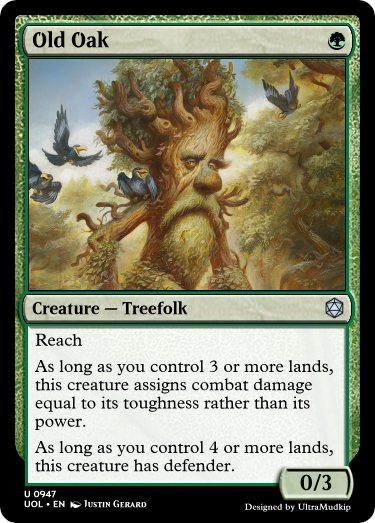 Old Oak
Creature — Treefolk
Reach
As long as you control 3 or more lands,
this creature assigns combat damage
equal to its toughness rather than its
power.
As long as you control 4 or more lands,
this creature has defender.
0/3
U 0947
UOL • EN Justin Gerard
Designed by UltraMudkip